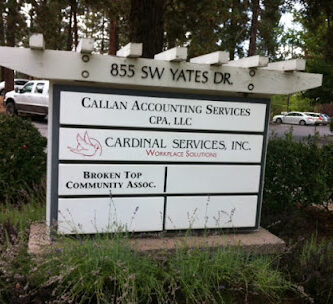 855 SW YATES DR.
CALLAN ACCOUNTING SERVICES
CPA, LLC
CARDINAL SERVICES, INC.
WORKPLACE SOLUTIONS
BROKEN TOP
COMMUNITY ASSOC.